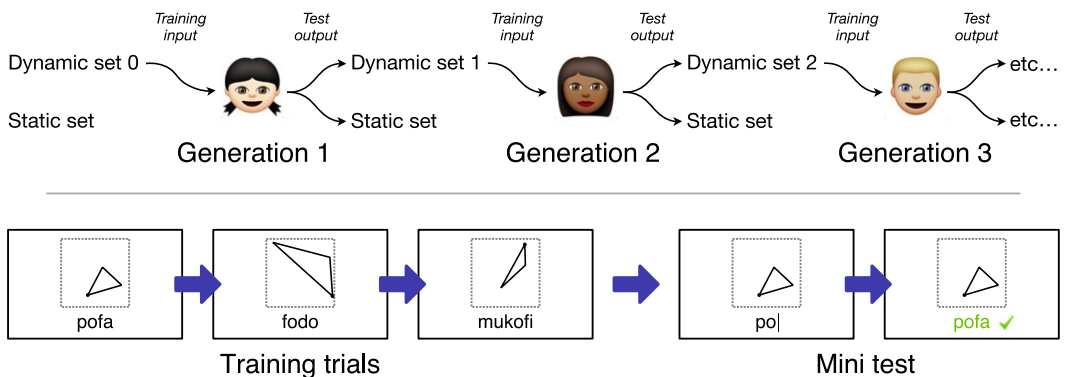 Training input
Test output
Training input
Test output
Training input
Test output
Dynamic set 0
Dynamic set 1
Dynamic set 2
etc…
Static set
Static set
Static set
etc…
Generation 1
Generation 2
Generation 3
pofa
fodo
mukofi
po|
pofa ✓
Training trials
Mini test